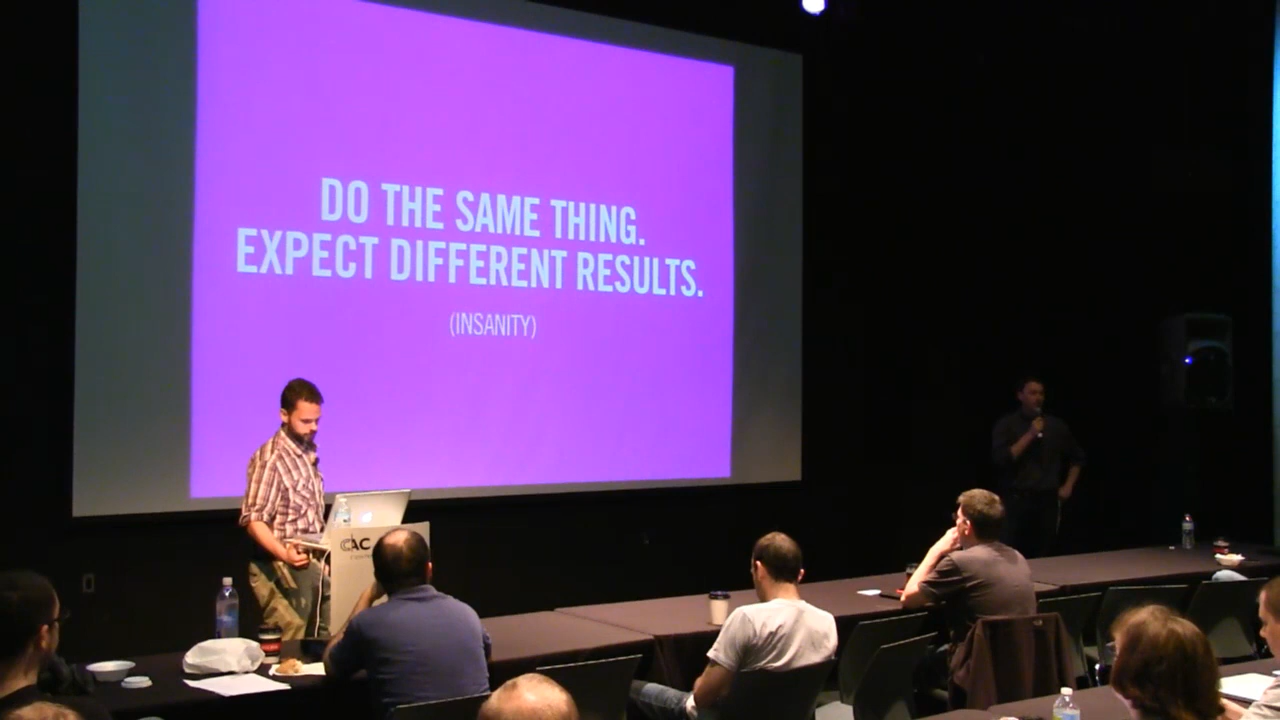 DO THE SAME THING.
EXPECT DIFFERENT RESULTS.
(INSANITY)
CAC